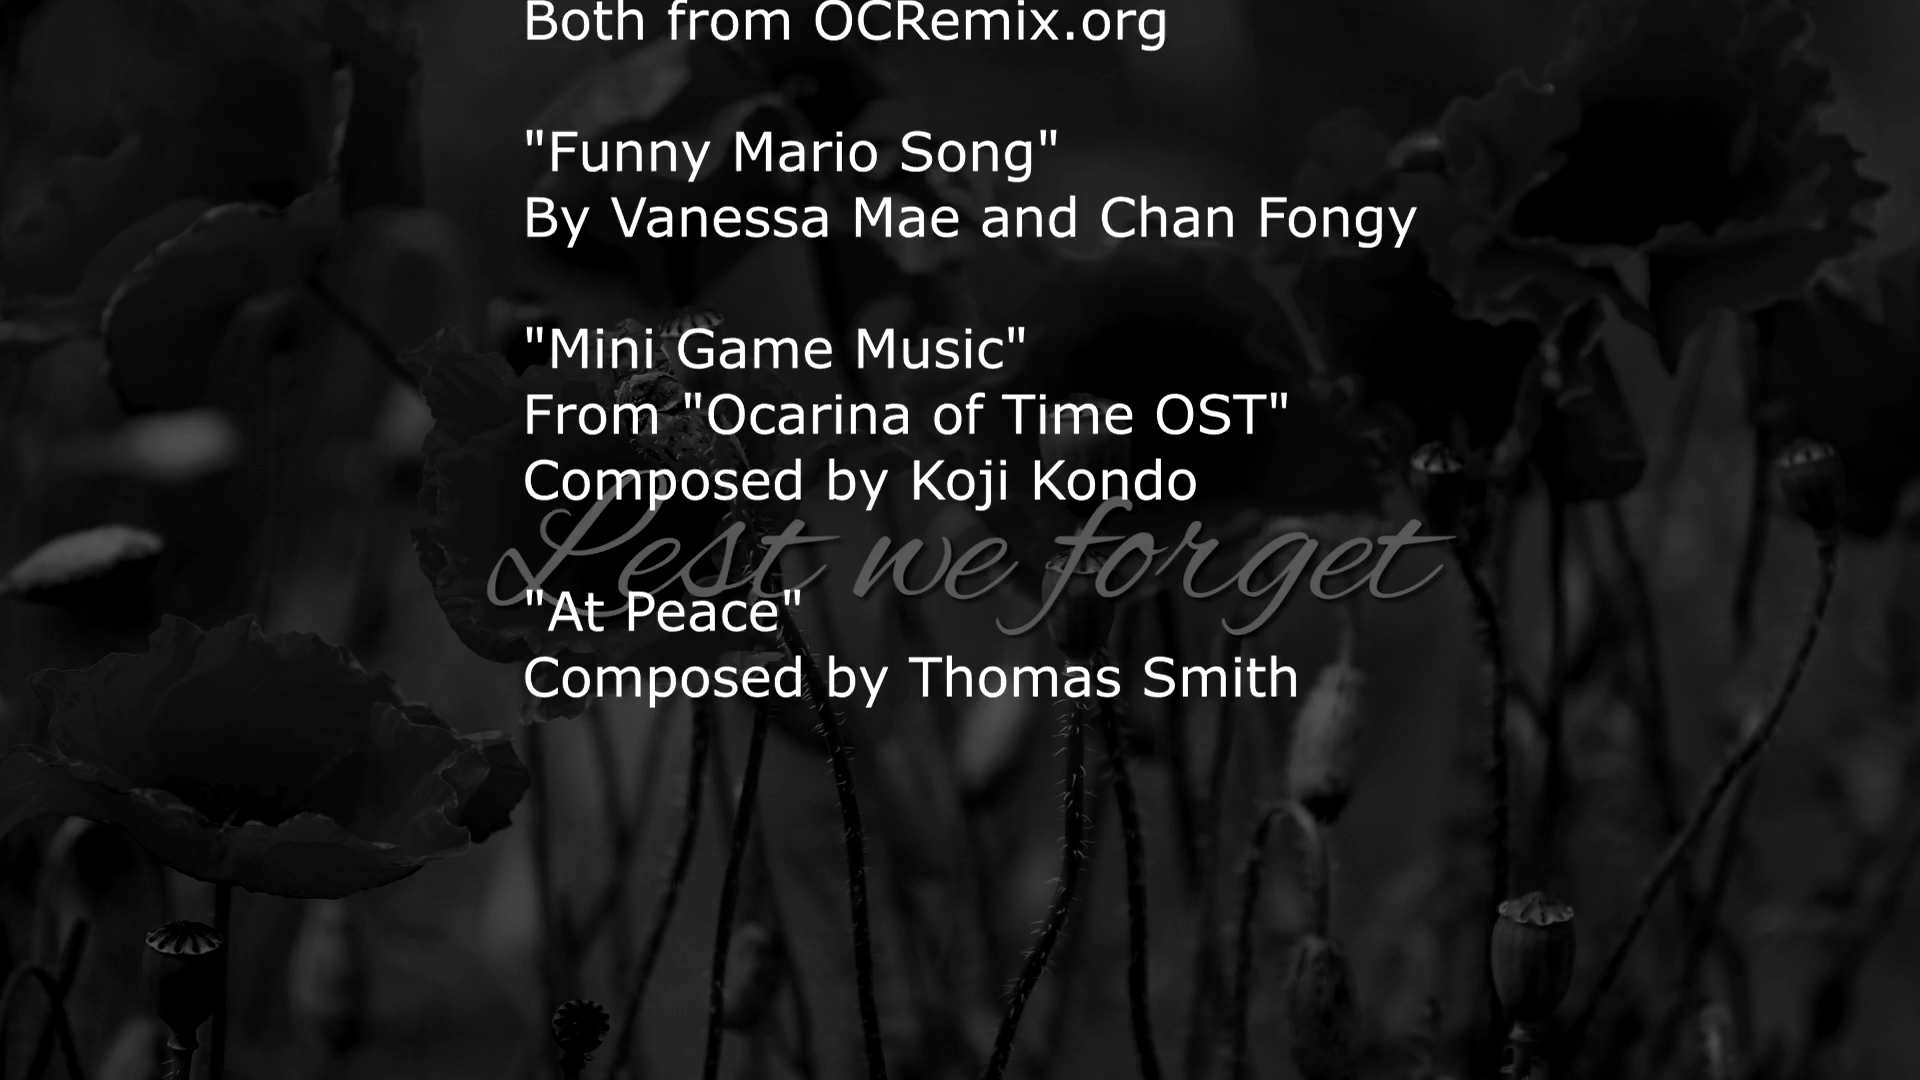 Both from OCRemix.org
"Funny Mario Song"
By Vanessa Mae and Chan Fongy
"Mini Game Music"
From "Ocarina of Time OST"
Composed by Koji Kondo
Lest we forget
"At Peace"
Composed by Thomas Smith